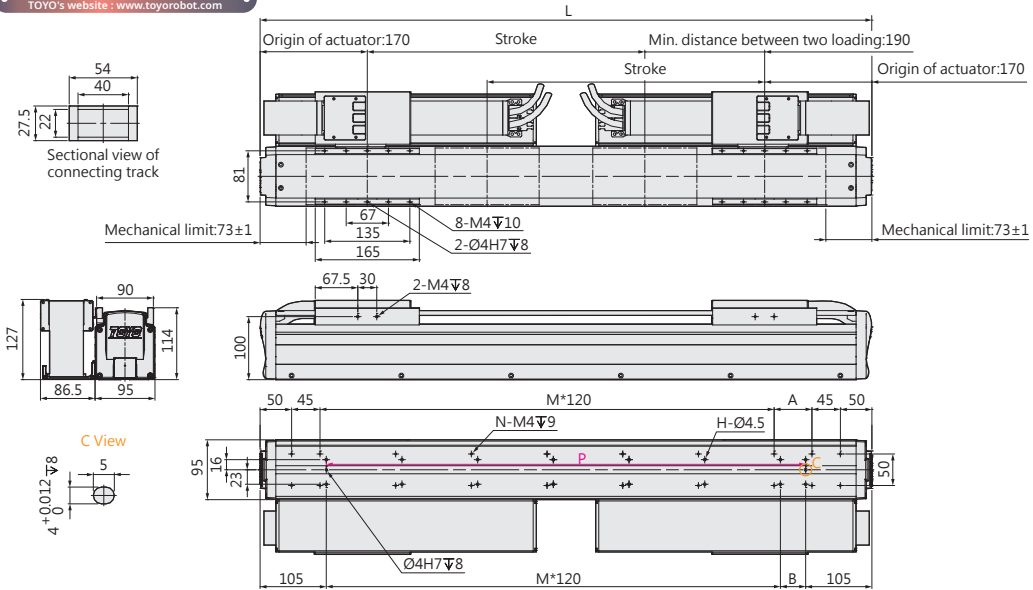 TOYO's website : www.toyorobot.com
L
Origin of actuator:170
Stroke
Min. distance between two loading:190
Stroke
Origin of actuator:170
54
40
27.5
22
Sectional view of
connecting track
81
67
135
165
8-M4↧10
2-Ø4H7↧8
Mechanical limit:73±1
Mechanical limit:73±1
67.5
30
2-M4↧8
90
127
114
TOYO
86.5
95
100
50
45
M*120
A
45
50
N-M4↧9
H-Ø4.5
C View
5
4 +0.012 0 ↧8
95
16
23
P
C
50
Ø4H7↧8
105
M*120
B
105